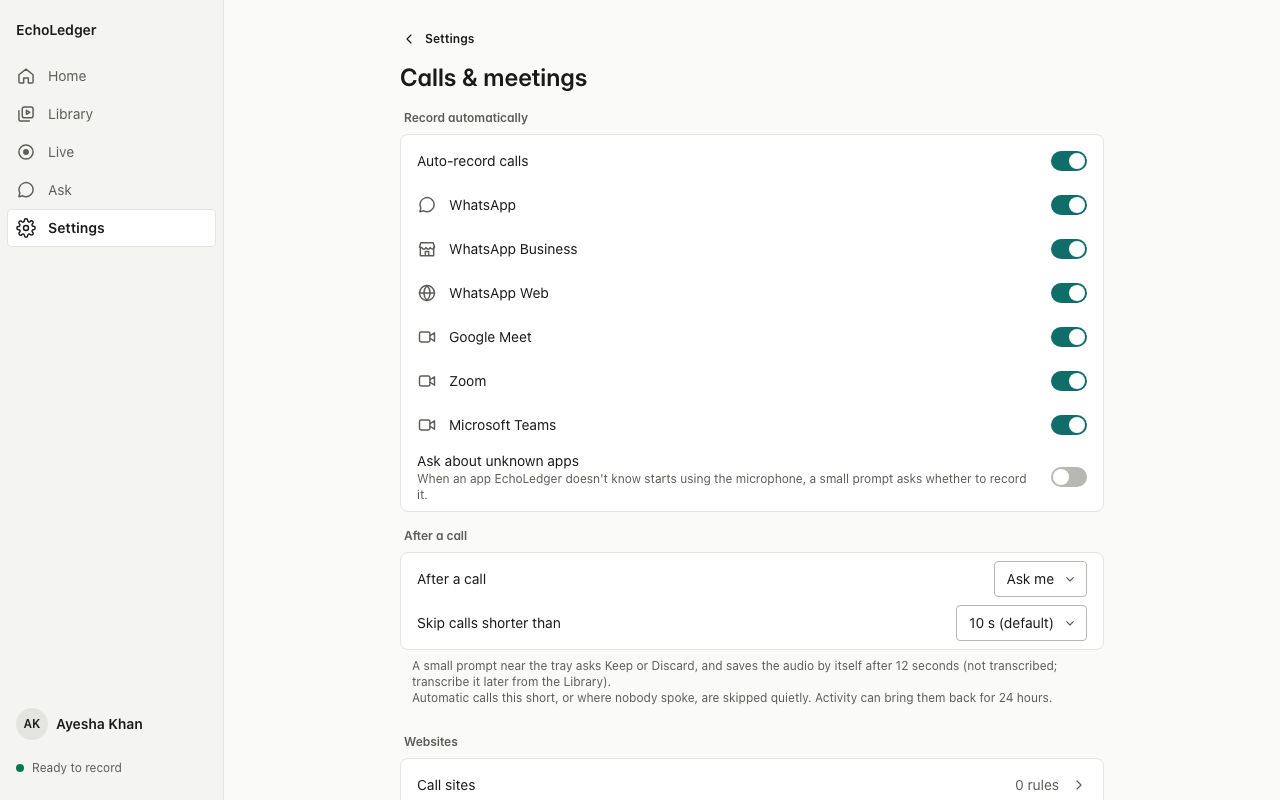 EchoLedger
Home
Library
Live
Ask
Settings
AK
Ayesha Khan
Ready to record
Settings
Calls & meetings
Record automatically
Auto-record calls
WhatsApp
WhatsApp Business
WhatsApp Web
Google Meet
Zoom
Microsoft Teams
Ask about unknown apps
When an app EchoLedger doesn't know starts using the microphone, a small prompt asks whether to record
it.
After a call
After a call
Ask me
Skip calls shorter than
10 s (default)
A small prompt near the tray asks Keep or Discard, and saves the audio by itself after 12 seconds (not transcribed;
transcribe it later from the Library).
Automatic calls this short, or where nobody spoke, are skipped quietly. Activity can bring them back for 24 hours.
Websites
Call sites
0 rules